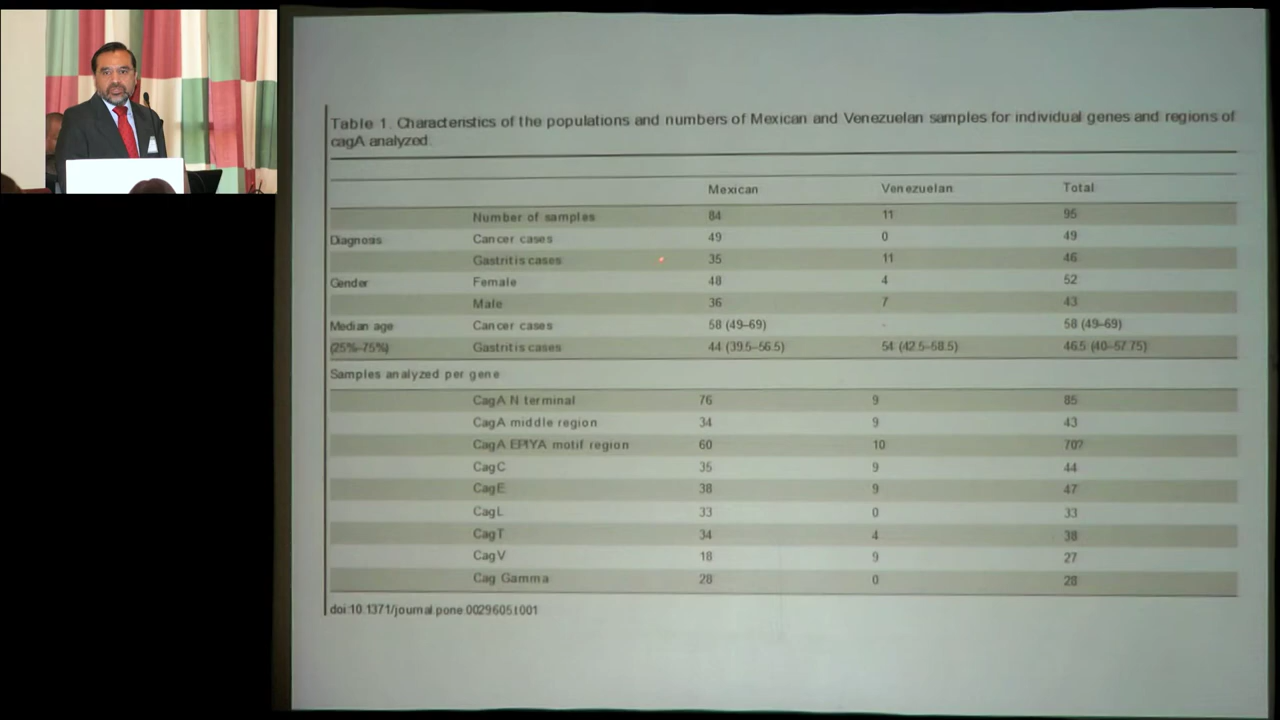 Table 1. Characteristics of the populations and numbers of Mexican and Venezuelan samples for individual genes and regions of
cagA analyzed.
Mexican Venezuelan Total
Number of samples 84 11 95
Diagnosis Cancer cases 49 0 49
Gastritis cases 35 11 46
Gender Female 48 4 52
Male 36 7 43
Median age Cancer cases 58 (49–69) - 58 (49–69)
(25%–75%) Gastritis cases 44 (39.5–56.5) 54 (42.5–68.5) 46.5 (40–57.75)
Samples analyzed per gene
CagA N terminal 76 9 85
CagA middle region 34 9 43
CagA EPIYA motif region 60 10 70?
CagC 35 9 44
CagE 38 9 47
CagL 33 0 33
CagT 34 4 38
CagV 18 9 27
Cag Gamma 28 0 28
doi:10.1371/journal.pone.0029605.t001